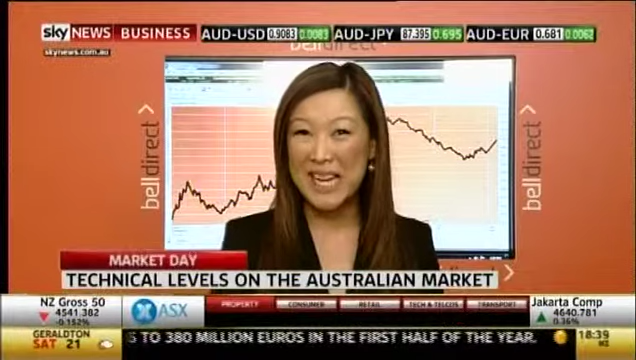 sky NEWS BUSINESS AUD-USD 0.9083 0.0083 AUD-JPY 87.395 0.695 AUD-EUR 0.681 0.0062
skynews.com.au
belldirect
belldirect
belldirect
MARKET DAY
TECHNICAL LEVELS ON THE AUSTRALIAN MARKET
NZ Gross 50
4541.382
-0.152%
ASX
PROPERTY CONSUMER RETAIL TECH & TELCOS TRANSPORT
Jakarta Comp
4640.781
0.36%
GERALDTON
SAT 21
S TO 380 MILLION EUROS IN THE FIRST HALF OF THE YEAR.
18:39